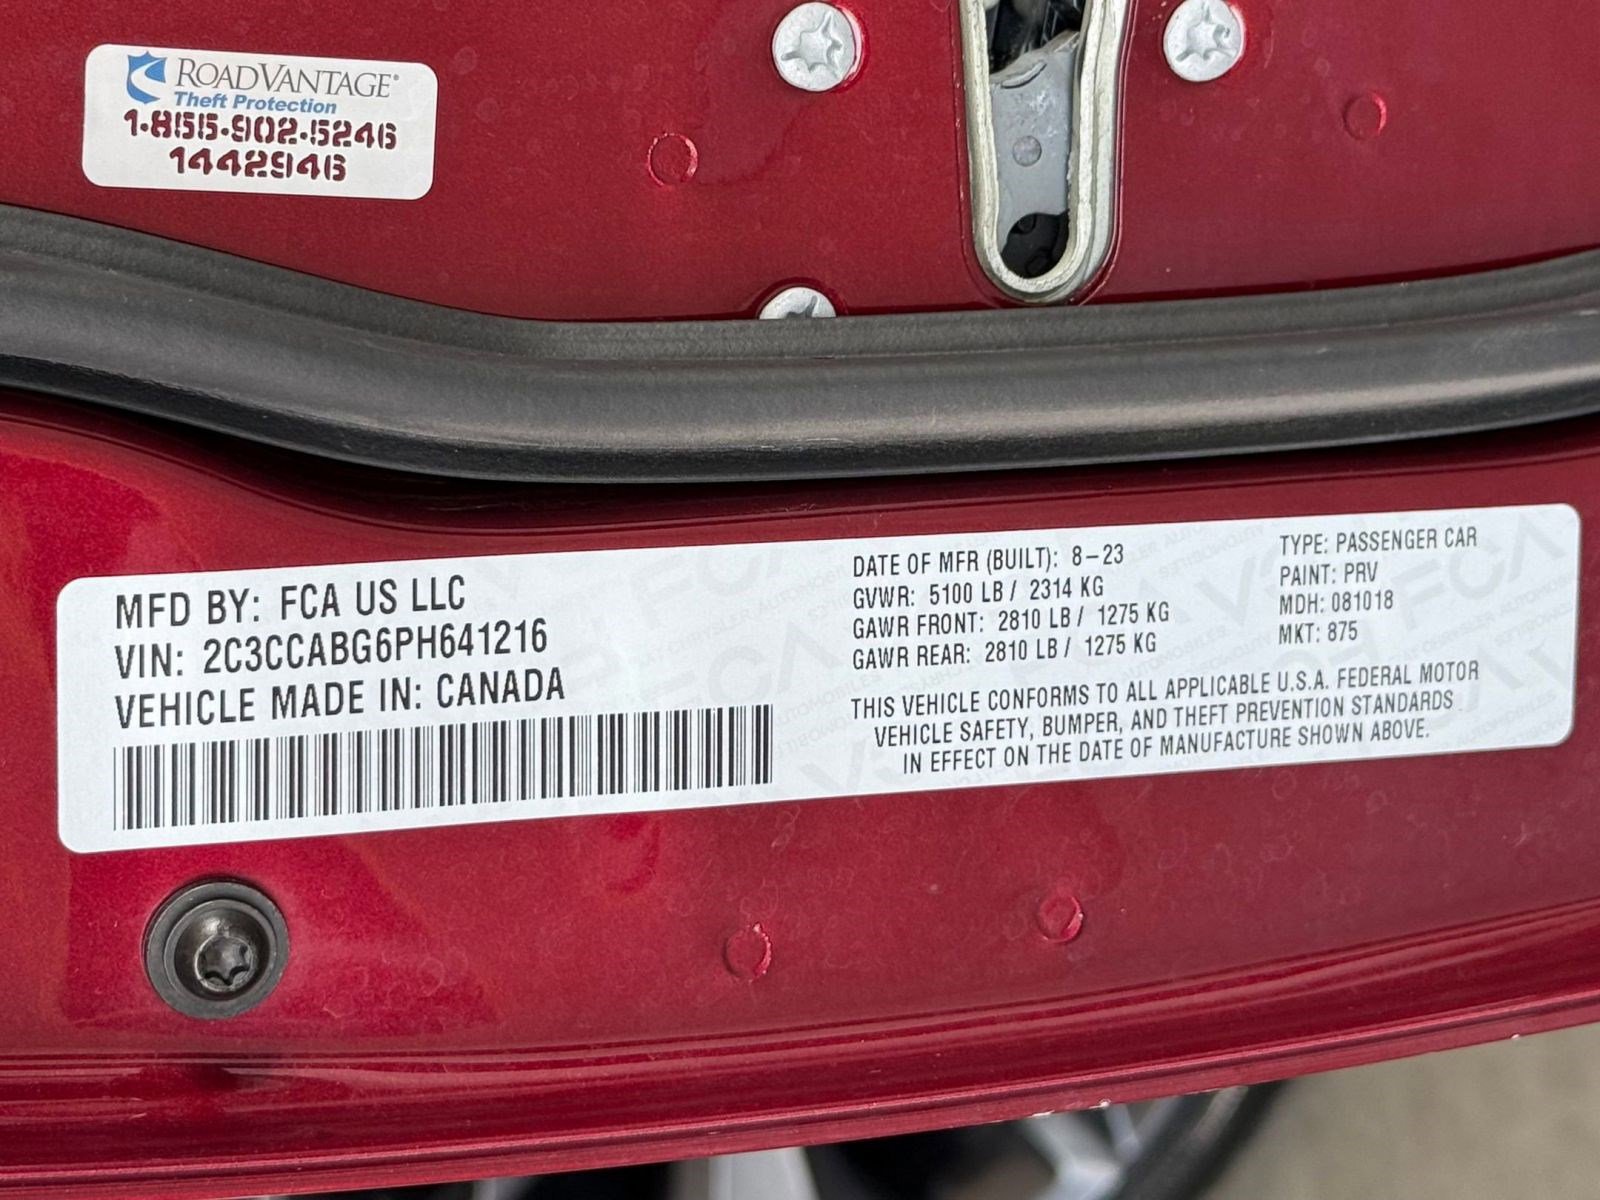 ROADVANTAGE®
Theft Protection
1-855-902-5246
1442946
MFD BY: FCA US LLC
VIN: 2C3CCABG6PH641216
VEHICLE MADE IN: CANADA
DATE OF MFR (BUILT): 8-23
GVWR: 5100 LB / 2314 KG
GAWR FRONT: 2810 LB / 1275 KG
GAWR REAR: 2810 LB / 1275 KG
TYPE: PASSENGER CAR
PAINT: PRV
MDH: 081018
MKT: 875
THIS VEHICLE CONFORMS TO ALL APPLICABLE U.S.A. FEDERAL MOTOR
VEHICLE SAFETY, BUMPER, AND THEFT PREVENTION STANDARDS
IN EFFECT ON THE DATE OF MANUFACTURE SHOWN ABOVE.